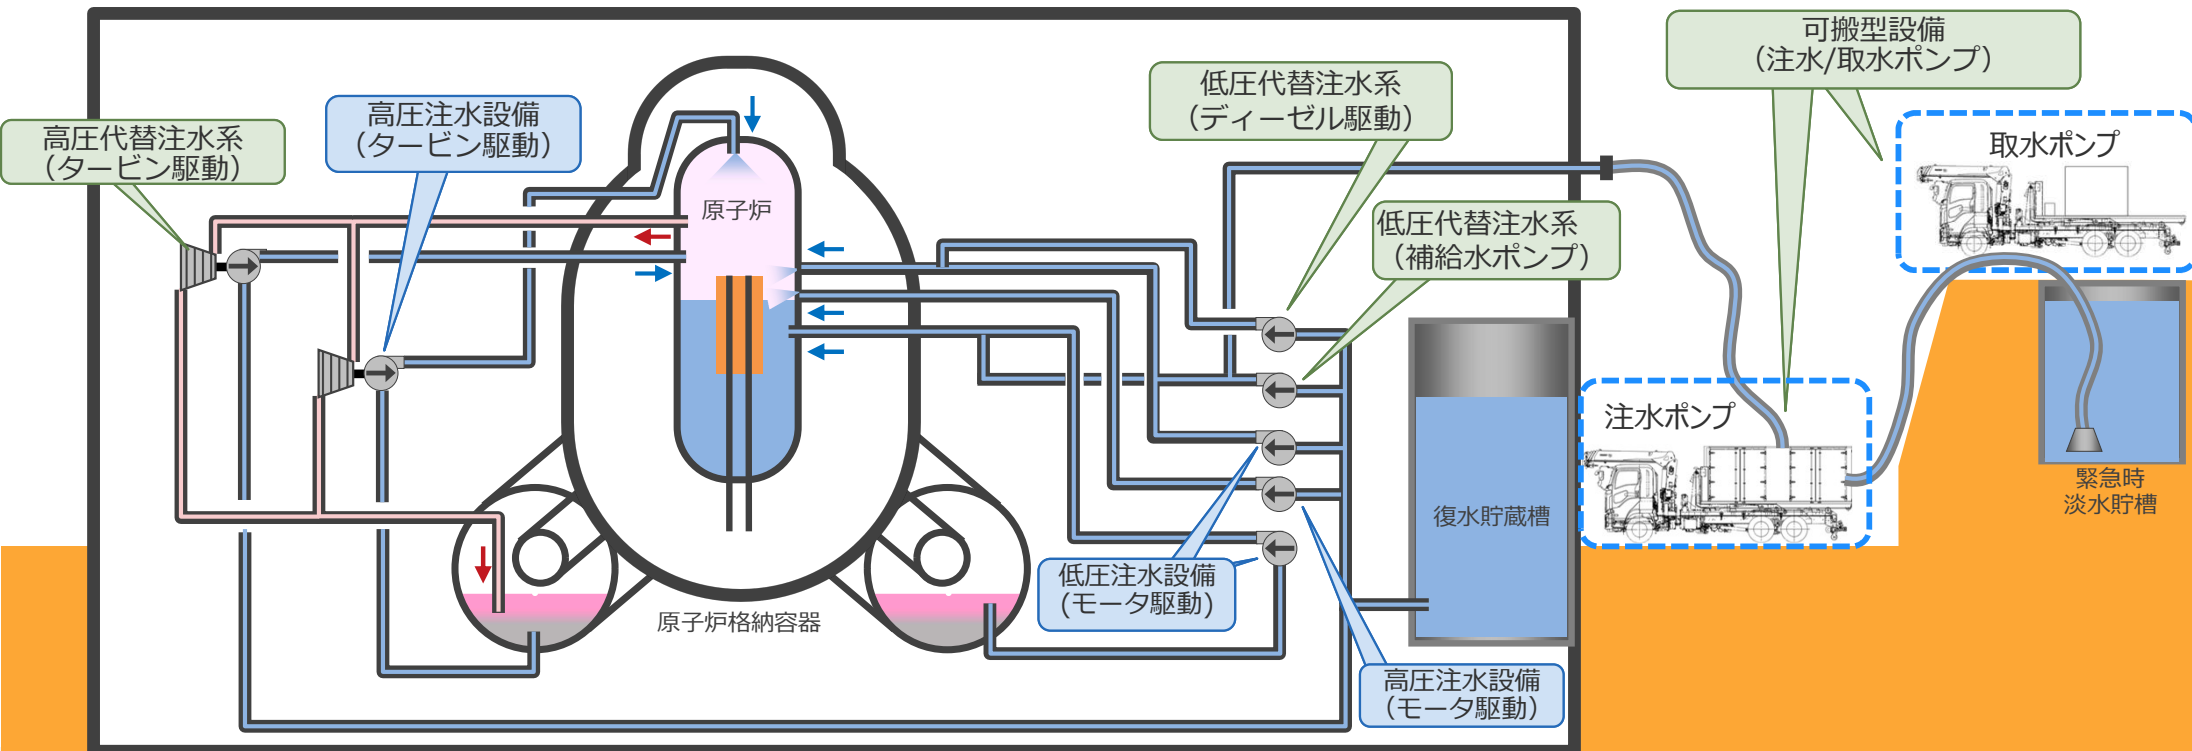 可搬型設備
（注水/取水ポンプ）
低圧代替注水系
（ディーゼル駆動）
高圧注水設備
（タービン駆動）
高圧代替注水系
（タービン駆動）
取水ポンプ
原子炉
低圧代替注水系
（補給水ポンプ）
注水ポンプ
緊急時
淡水貯槽
復水貯蔵槽
低圧注水設備
(モータ駆動)
原子炉格納容器
高圧注水設備
（モータ駆動）